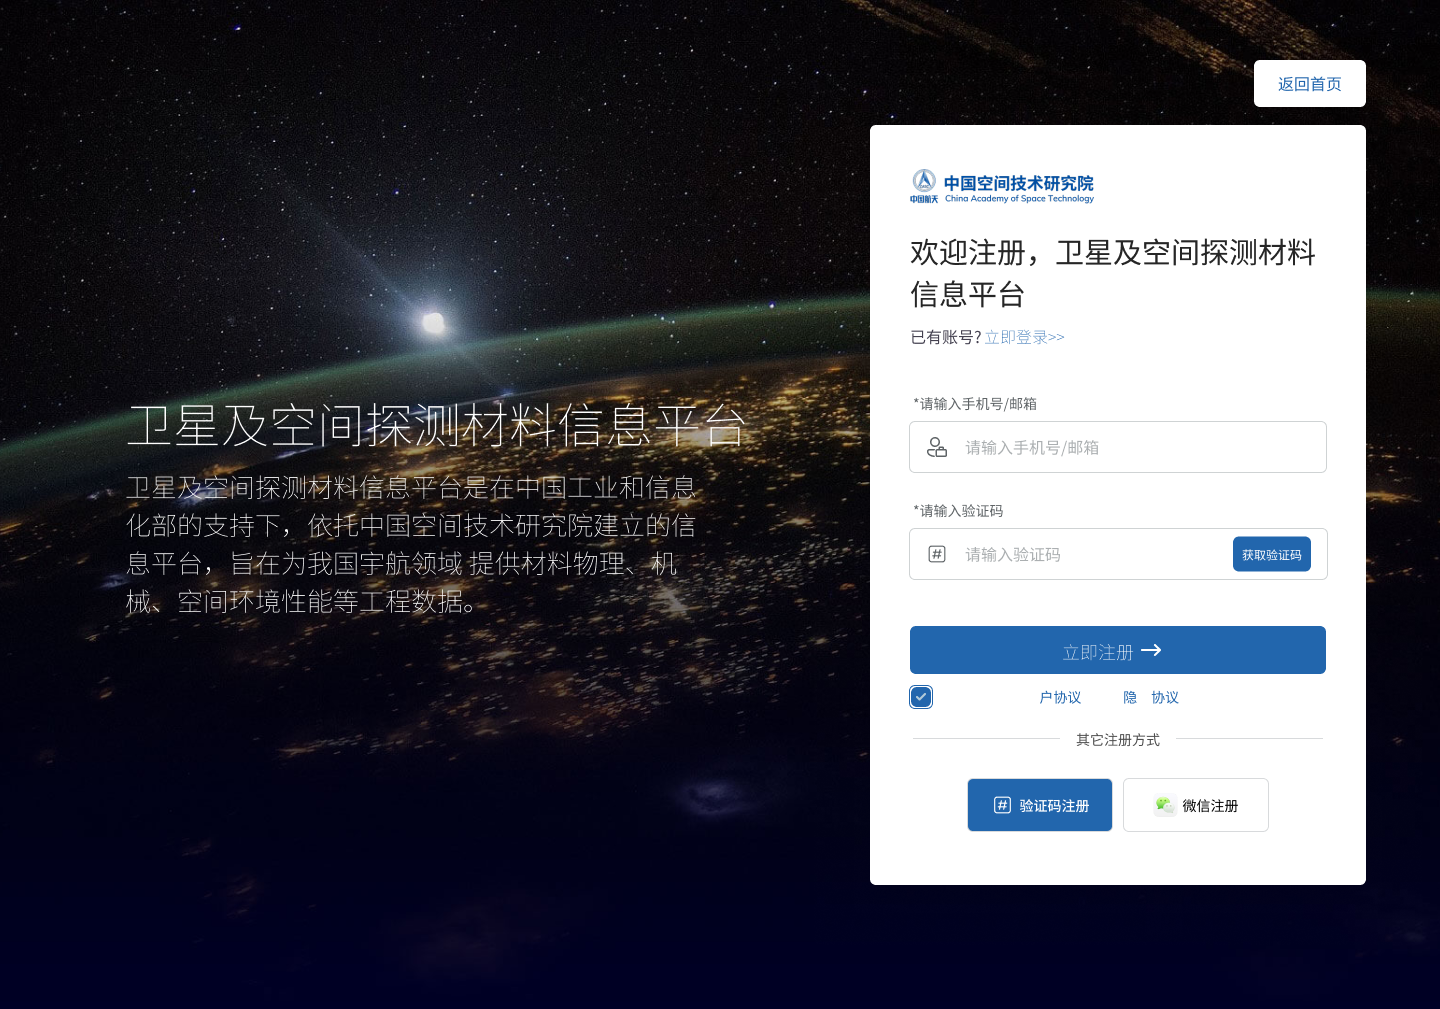 返回首页
中国航天
中国空间技术研究院
China Academy of Space Technology
欢迎注册，卫星及空间探测材料
信息平台
已有账号? 立即登录>>
卫星及空间探测材料信息平台
卫星及空间探测材料信息平台是在中国工业和信息
化部的支持下，依托中国空间技术研究院建立的信
息平台，旨在为我国宇航领域 提供材料物理、机
械、空间环境性能等工程数据。
*请输入手机号/邮箱
请输入手机号/邮箱
*请输入验证码
请输入验证码
获取验证码
立即注册
户协议 隐 协议
其它注册方式
验证码注册
微信注册